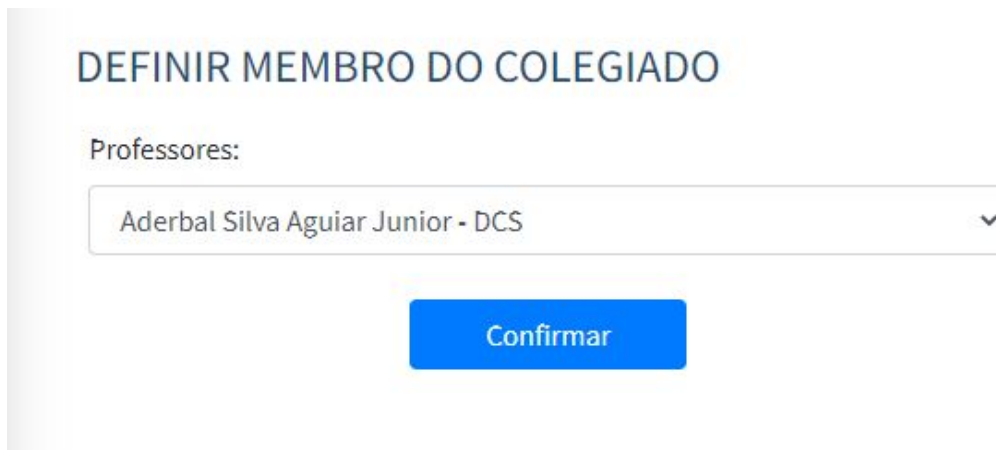 DEFINIR MEMBRO DO COLEGIADO
Professores:
Aderbal Silva Aguiar Junior - DCS
Confirmar